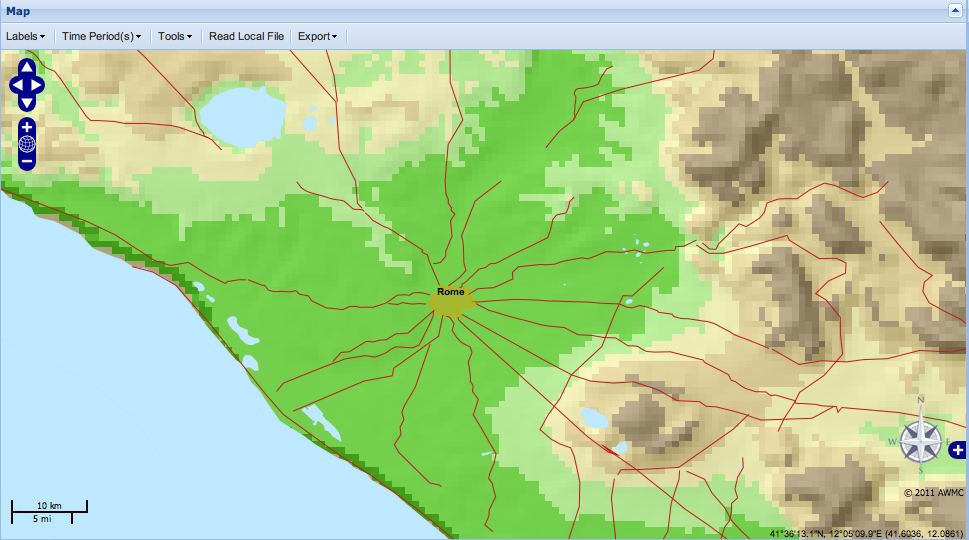 Map
Labels Time Period(s) Tools Read Local File Export
Rome
N
W E
S
10 km
5 mi
© 2011 AWMC
41°36'13.1"N, 12°05'09.9"E (41.6036, 12.0861)